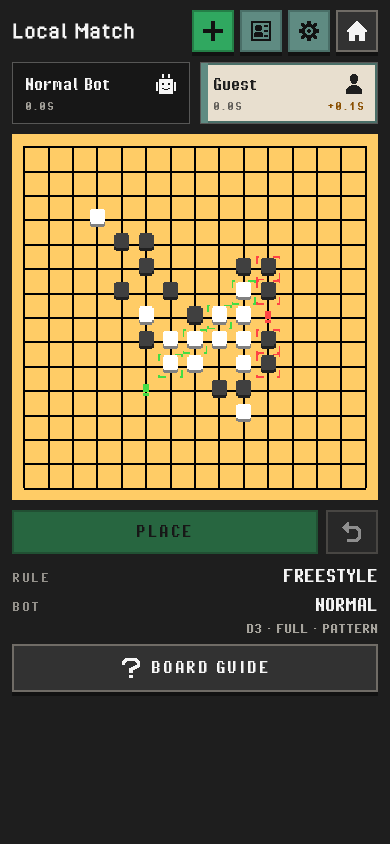 Local Match
Normal Bot
0.0S
Guest
0.0S
+0.1S
PLACE
RULE
FREESTYLE
BOT
NORMAL
D3 · FULL · PATTERN
? BOARD GUIDE